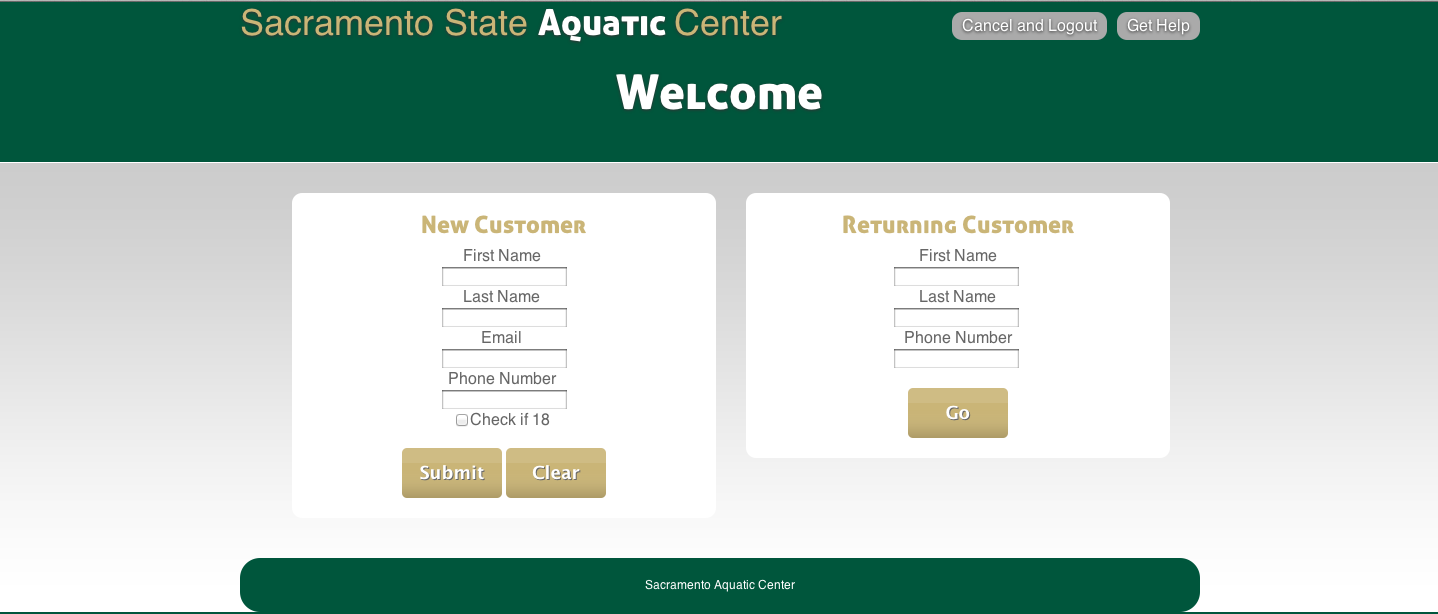 Sacramento State Aquatic Center
Cancel and Logout
Get Help
Welcome
New Customer
First Name
Last Name
Email
Phone Number
Check if 18
Submit
Clear
Returning Customer
First Name
Last Name
Phone Number
Go
Sacramento Aquatic Center